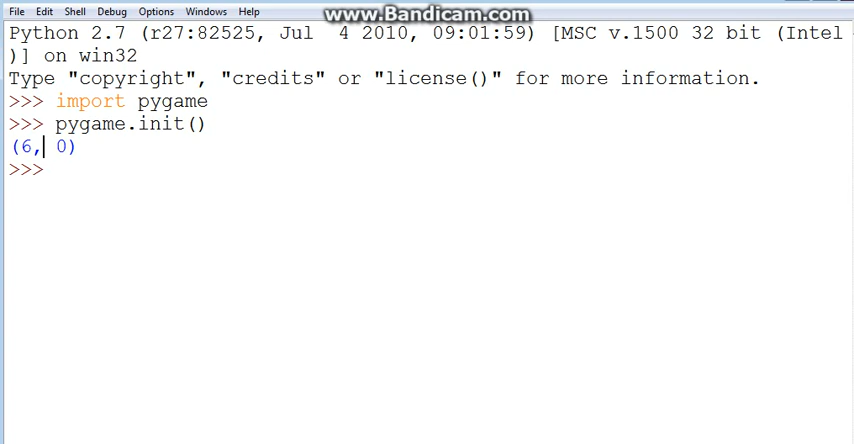 File Edit Shell Debug Options Windows Help
www.Bandicam.com
Python 2.7 (r27:82525, Jul  4 2010, 09:01:59) [MSC v.1500 32 bit (Intel
)] on win32
Type "copyright", "credits" or "license()" for more information.
>>> import pygame
>>> pygame.init()
(6, 0)
>>>